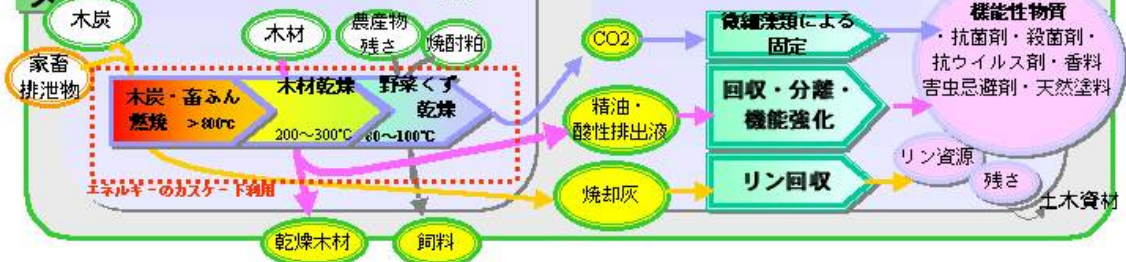 木炭
家畜
排泄物
木材
農産物
残さ
焼酎粕
木炭・畜ふん
燃焼 >800℃
木材乾燥
200～300℃
野菜くず
乾燥
80～100℃
エネルギーのカスケード利用
乾燥木材
飼料
CO2
精油・
酸性排出液
焼却灰
微細藻類による
固定
回収・分離・
機能強化
リン回収
機能性物質
・抗菌剤・殺菌剤・
抗ウイルス剤・香料
害虫忌避剤・天然塗料
リン資源
残さ
土木資材